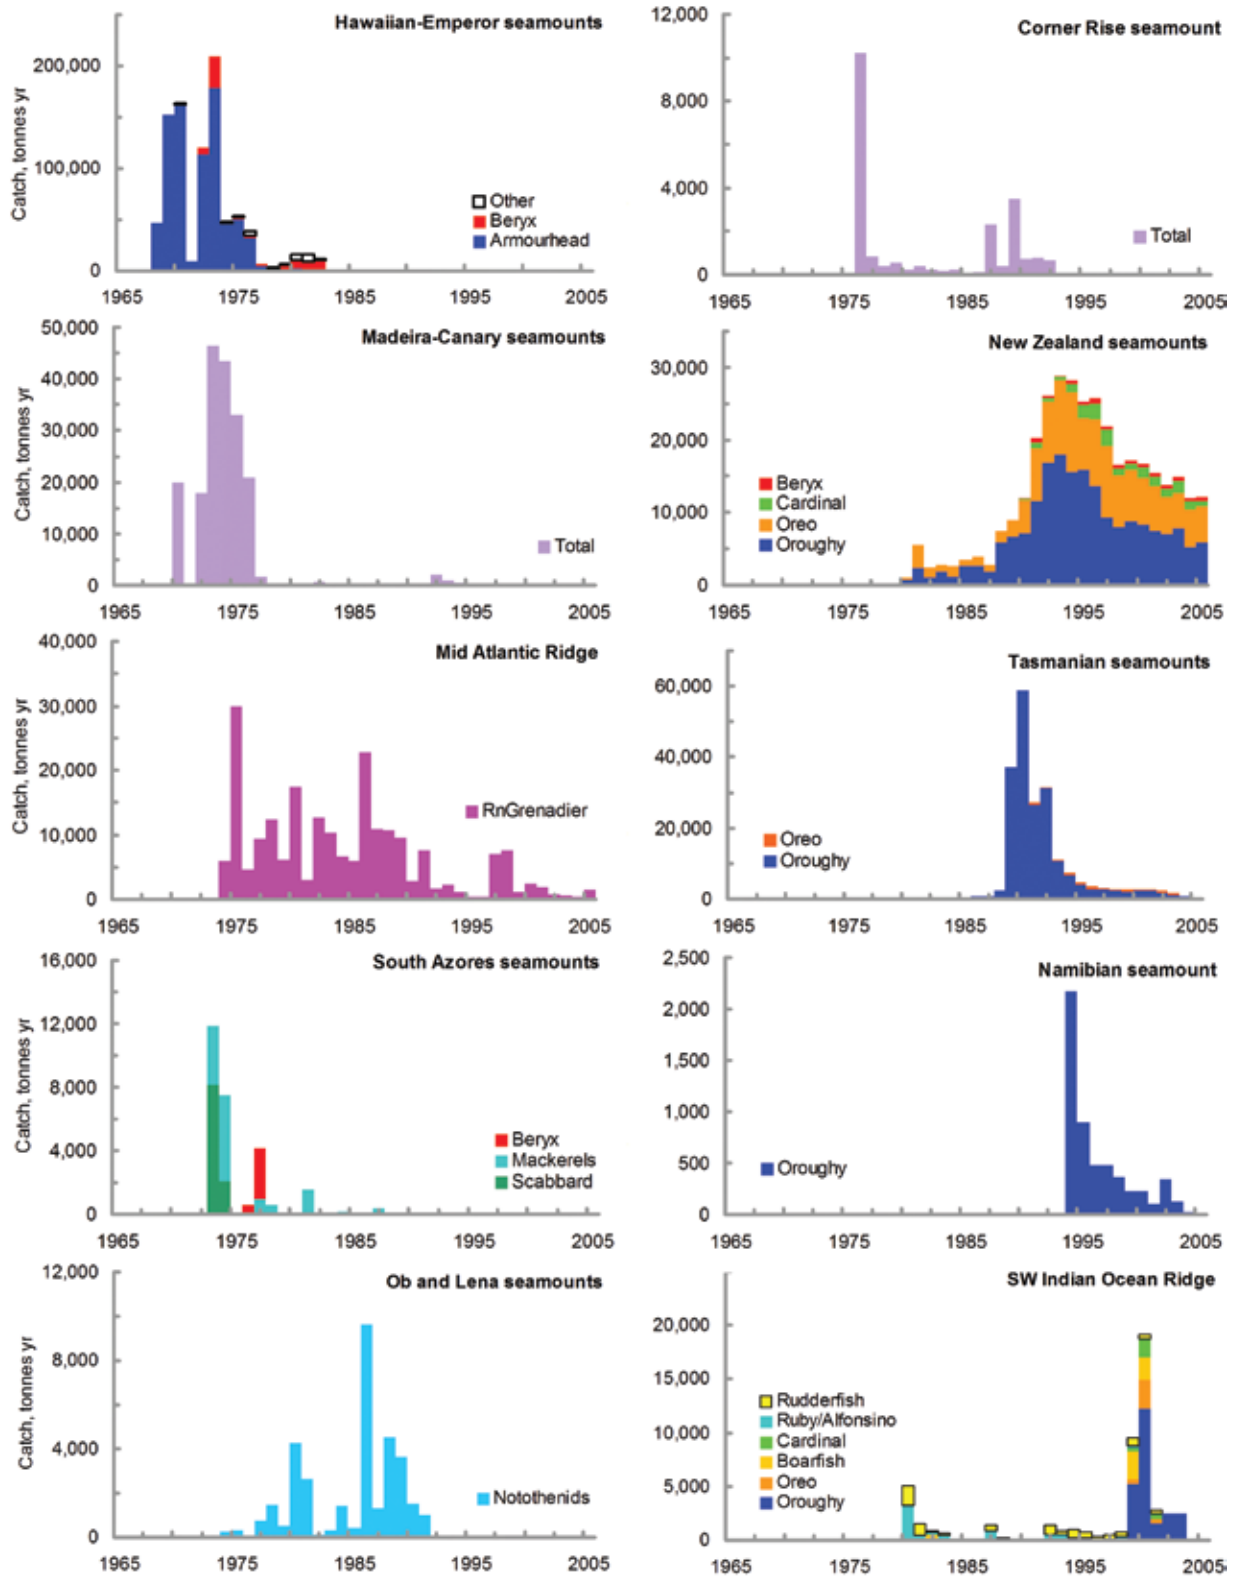 Hawaiian-Emperor seamounts
Catch, tonnes yr
200,000
100,000
0
Other
Beryx
Armourhead
1965 1975 1985 1995 2005
Corner Rise seamount
12,000
8,000
4,000
0
Total
1965 1975 1985 1995 2005
Madeira-Canary seamounts
Catch, tonnes yr
50,000
40,000
30,000
20,000
10,000
0
Total
1965 1975 1985 1995 2005
New Zealand seamounts
30,000
20,000
10,000
0
Beryx
Cardinal
Oreo
Oroughy
1965 1975 1985 1995 2005
Mid Atlantic Ridge
Catch, tonnes yr
40,000
30,000
20,000
10,000
0
RnGrenadier
1965 1975 1985 1995 2005
Tasmanian seamounts
60,000
40,000
20,000
0
Oreo
Oroughy
1965 1975 1985 1995 2005
South Azores seamounts
Catch, tonnes yr
16,000
12,000
8,000
4,000
0
Beryx
Mackerels
Scabbard
1965 1975 1985 1995 2005
Namibian seamount
2,500
2,000
1,500
1,000
500
0
Oroughy
1965 1975 1985 1995 2005
Ob and Lena seamounts
Catch, tonnes yr
12,000
8,000
4,000
0
Notothenids
1965 1975 1985 1995 2005
SW Indian Ocean Ridge
20,000
15,000
10,000
5,000
0
Rudderfish
Ruby/Alfonsino
Cardinal
Boarfish
Oreo
Oroughy
1965 1975 1985 1995 2005